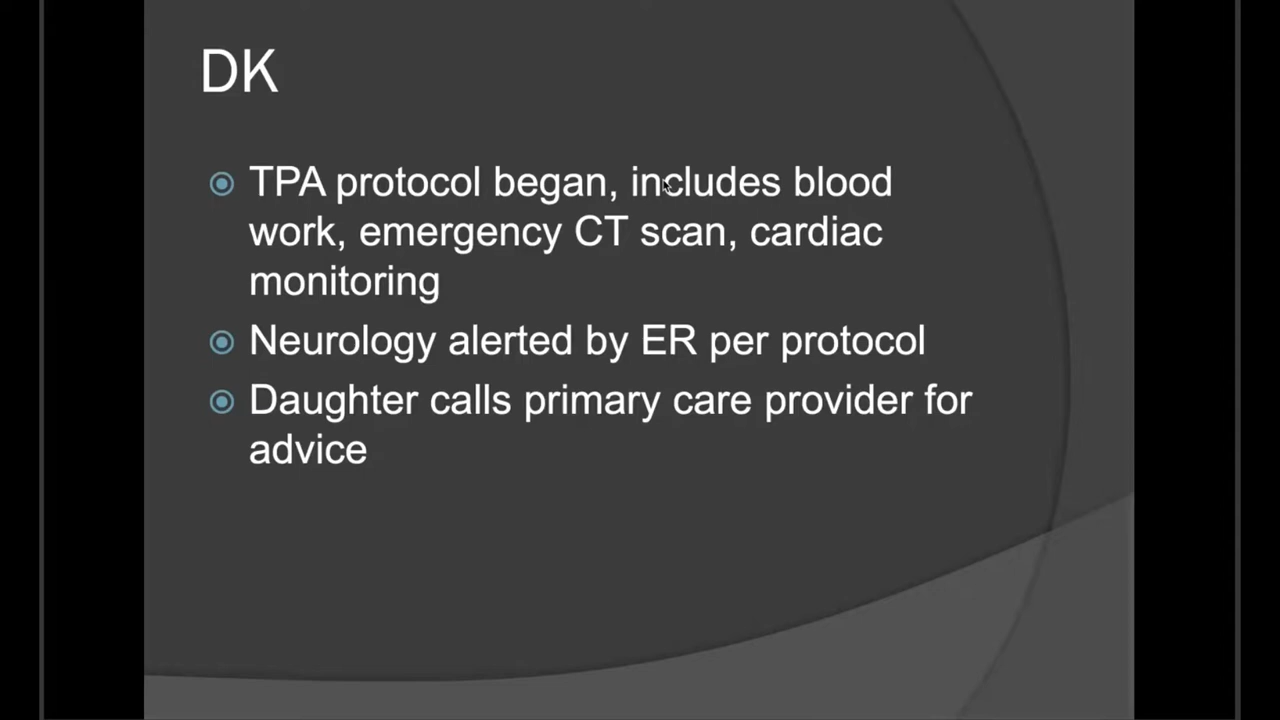 DK
TPA protocol began, includes blood
work, emergency CT scan, cardiac
monitoring
Neurology alerted by ER per protocol
Daughter calls primary care provider for
advice